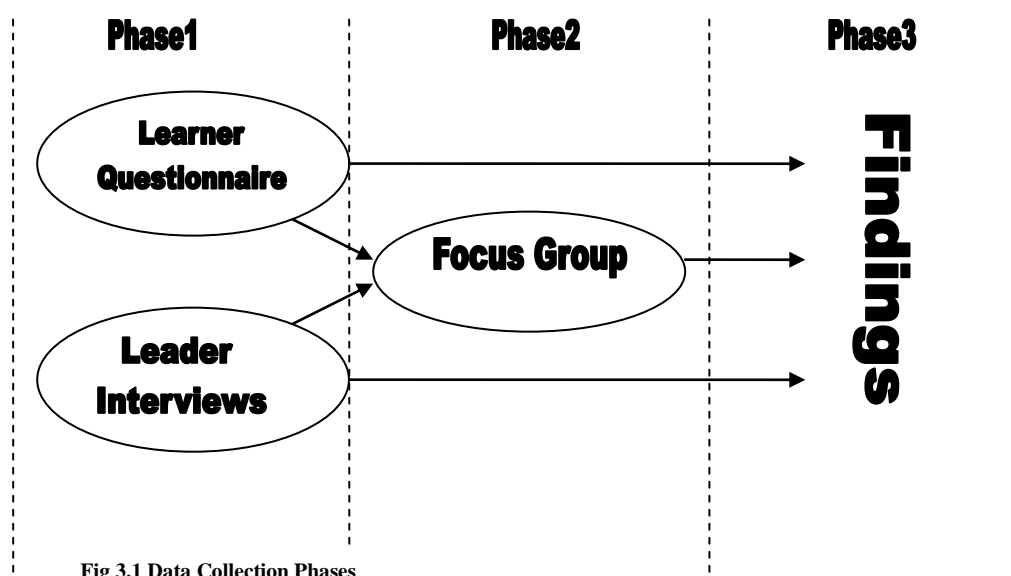 Phase1
Phase2
Phase3
Learner
Questionnaire
Focus Group
Leader
Interviews
Findings
Fig 3.1 Data Collection Phases